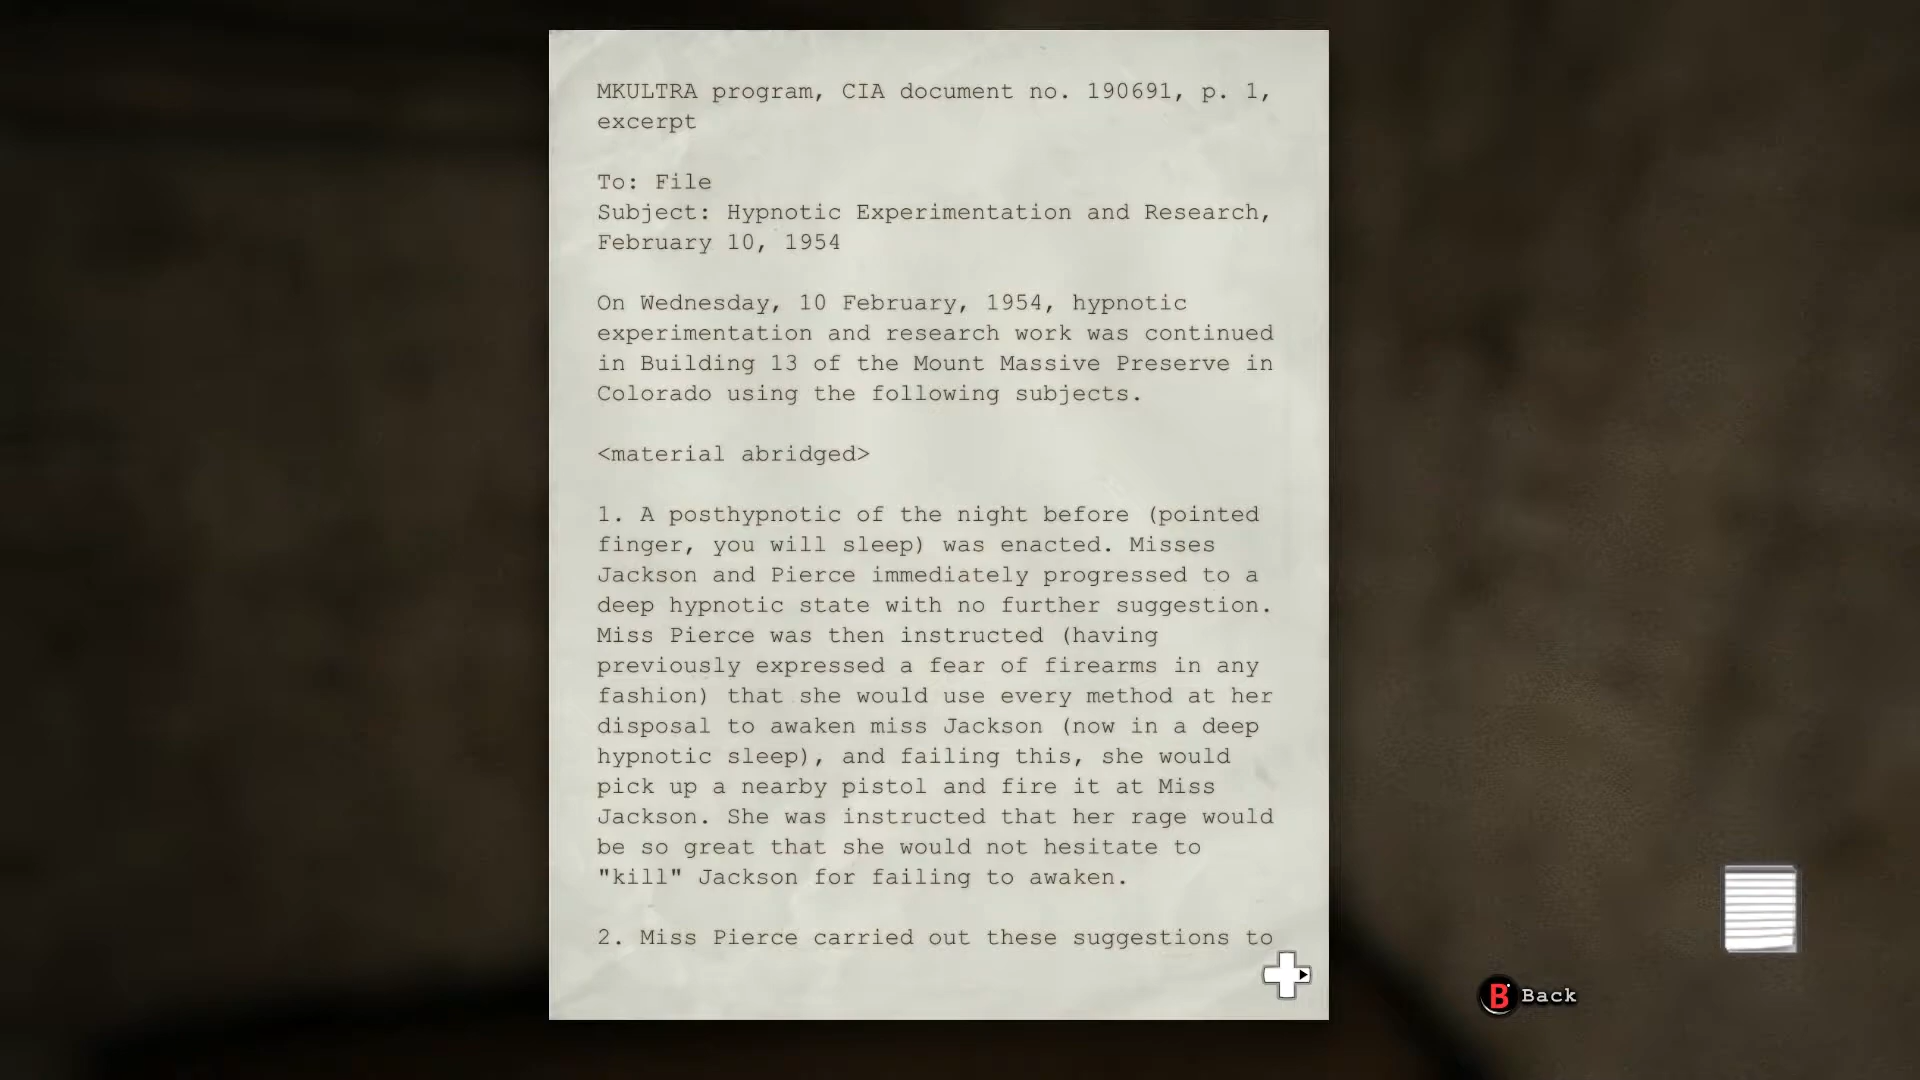 MKULTRA program, CIA document no. 190691, p. 1,
excerpt
To: File
Subject: Hypnotic Experimentation and Research,
February 10, 1954
On Wednesday, 10 February, 1954, hypnotic
experimentation and research work was continued
in Building 13 of the Mount Massive Preserve in
Colorado using the following subjects.
<material abridged>
1. A posthypnotic of the night before (pointed
finger, you will sleep) was enacted. Misses
Jackson and Pierce immediately progressed to a
deep hypnotic state with no further suggestion.
Miss Pierce was then instructed (having
previously expressed a fear of firearms in any
fashion) that she would use every method at her
disposal to awaken miss Jackson (now in a deep
hypnotic sleep), and failing this, she would
pick up a nearby pistol and fire it at Miss
Jackson. She was instructed that her rage would
be so great that she would not hesitate to
"kill" Jackson for failing to awaken.
2. Miss Pierce carried out these suggestions to
B Back